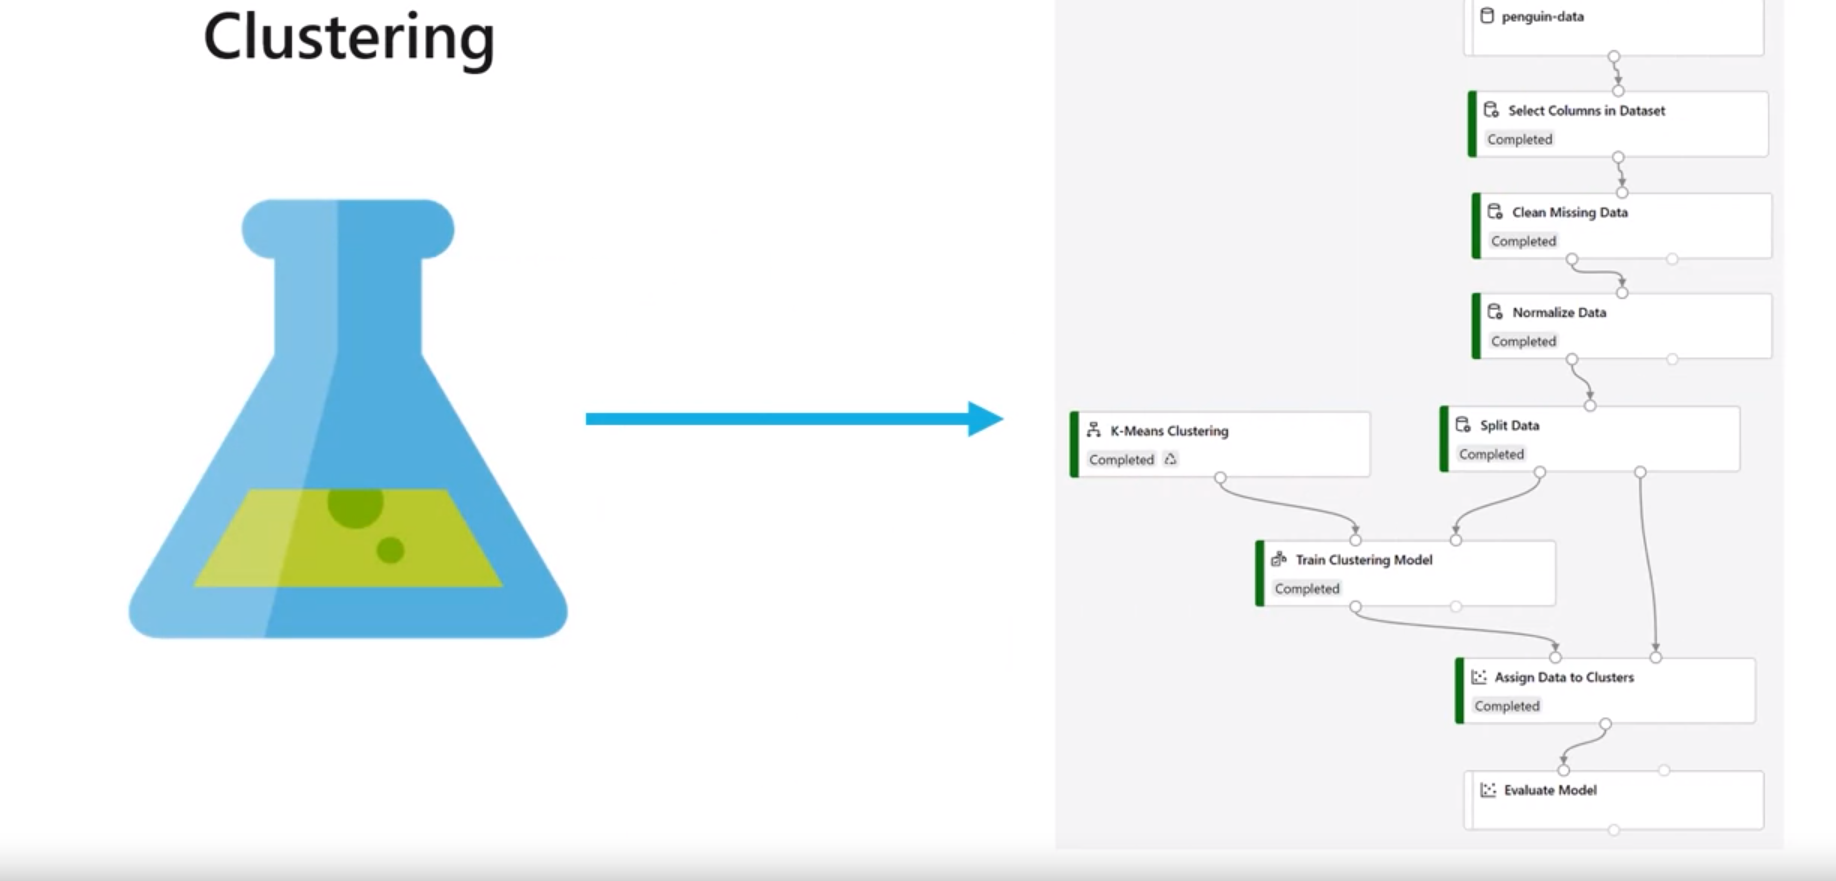 Clustering
penguin-data
Select Columns in Dataset
Completed
Clean Missing Data
Completed
Normalize Data
Completed
K-Means Clustering
Completed
Split Data
Completed
Train Clustering Model
Completed
Assign Data to Clusters
Completed
Evaluate Model